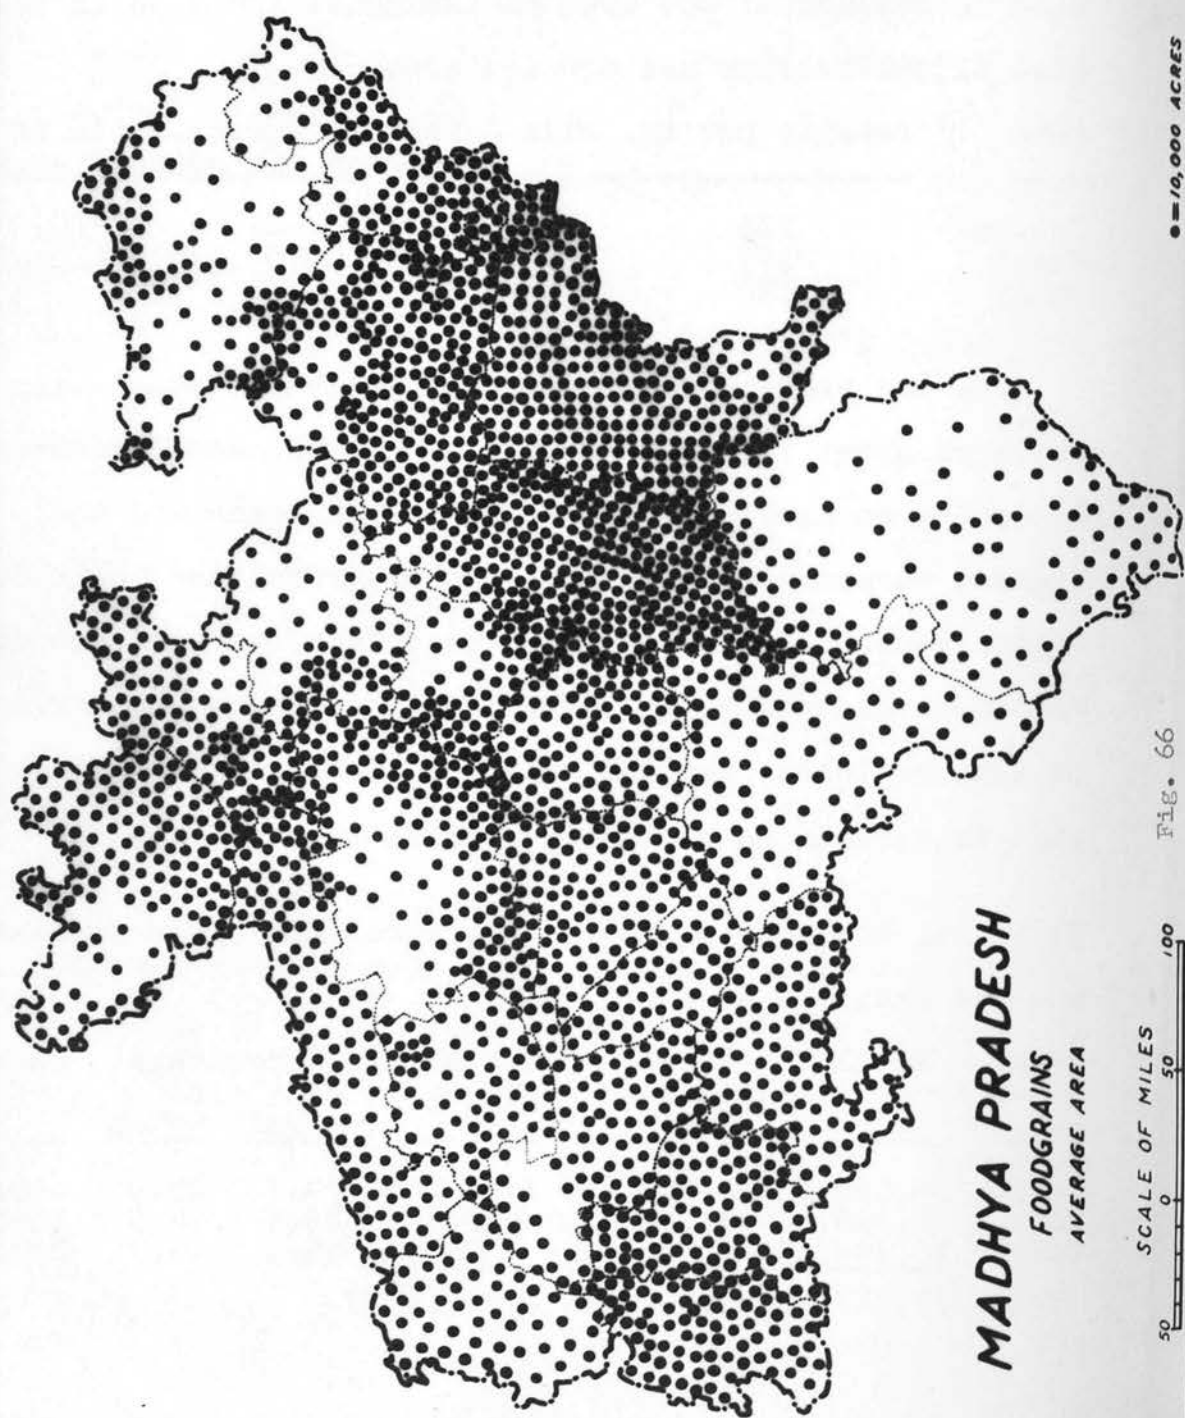 MADHYA PRADESH
FOODGRAINS
AVERAGE AREA
SCALE OF MILES
50 0 50 100
Fig. 66
●=10,000 ACRES